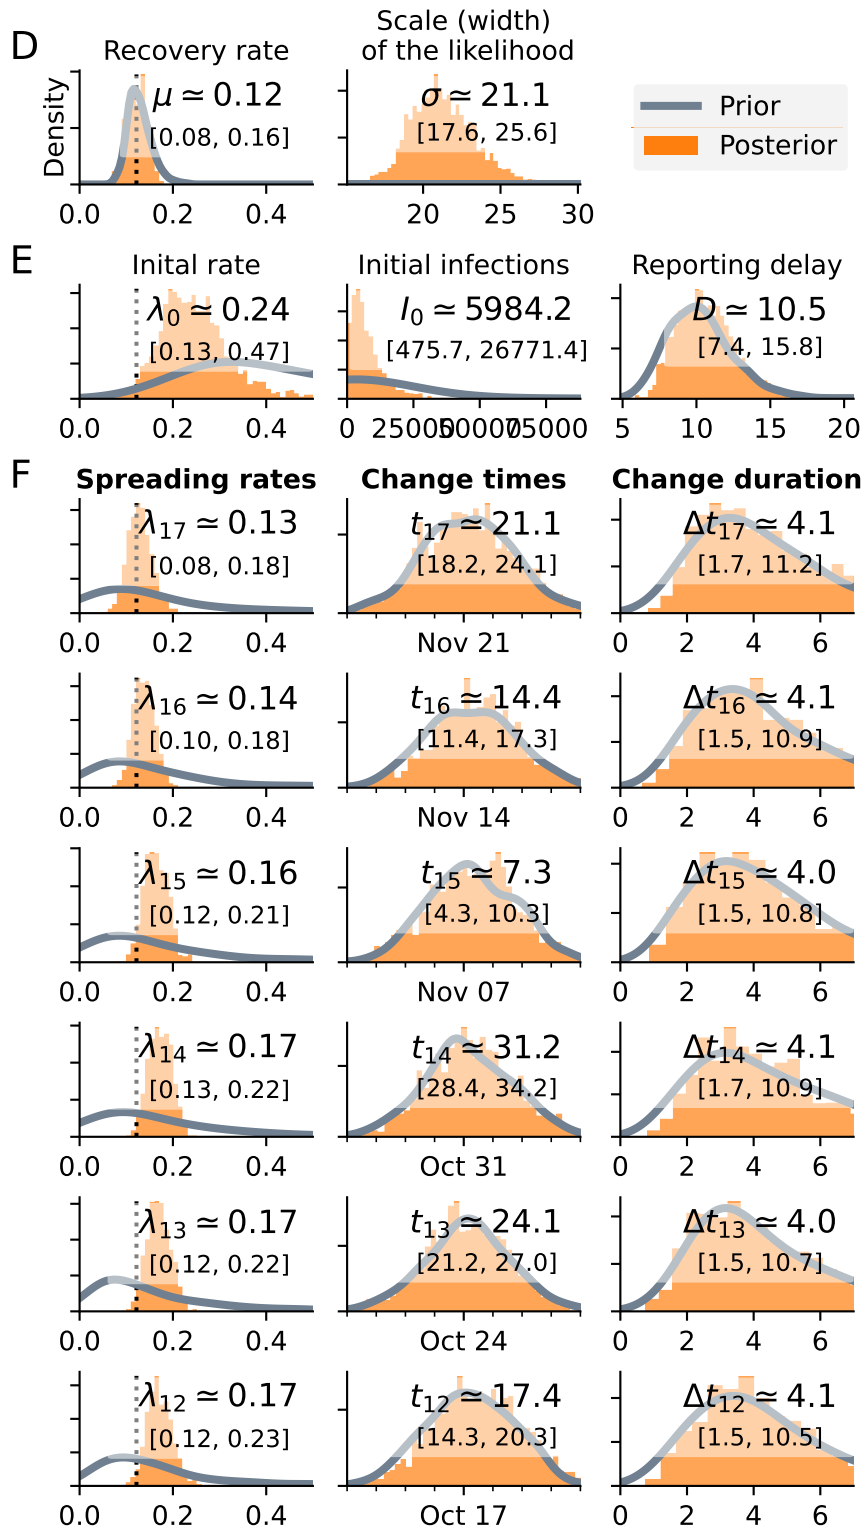 D
Recovery rate
Scale (width)
of the likelihood
Density
μ ≃ 0.12
[0.08, 0.16]
σ ≃ 21.1
[17.6, 25.6]
Prior
Posterior
0.0 0.2 0.4
20 25 30
E
Inital rate
Initial infections
Reporting delay
λ0 ≃ 0.24
[0.13, 0.47]
I0 ≃ 5984.2
[475.7, 26771.4]
D ≃ 10.5
[7.4, 15.8]
0.0 0.2 0.4
0 25000 50000 75000
5 10 15 20
F
Spreading rates
Change times
Change duration
λ17 ≃ 0.13
[0.08, 0.18]
t17 ≃ 21.1
[18.2, 24.1]
Δt17 ≃ 4.1
[1.7, 11.2]
0.0 0.2 0.4
Nov 21
0 2 4 6
λ16 ≃ 0.14
[0.10, 0.18]
t16 ≃ 14.4
[11.4, 17.3]
Δt16 ≃ 4.1
[1.5, 10.9]
0.0 0.2 0.4
Nov 14
0 2 4 6
λ15 ≃ 0.16
[0.12, 0.21]
t15 ≃ 7.3
[4.3, 10.3]
Δt15 ≃ 4.0
[1.5, 10.8]
0.0 0.2 0.4
Nov 07
0 2 4 6
λ14 ≃ 0.17
[0.13, 0.22]
t14 ≃ 31.2
[28.4, 34.2]
Δt14 ≃ 4.1
[1.7, 10.9]
0.0 0.2 0.4
Oct 31
0 2 4 6
λ13 ≃ 0.17
[0.12, 0.22]
t13 ≃ 24.1
[21.2, 27.0]
Δt13 ≃ 4.0
[1.5, 10.7]
0.0 0.2 0.4
Oct 24
0 2 4 6
λ12 ≃ 0.17
[0.12, 0.23]
t12 ≃ 17.4
[14.3, 20.3]
Δt12 ≃ 4.1
[1.5, 10.5]
0.0 0.2 0.4
Oct 17
0 2 4 6